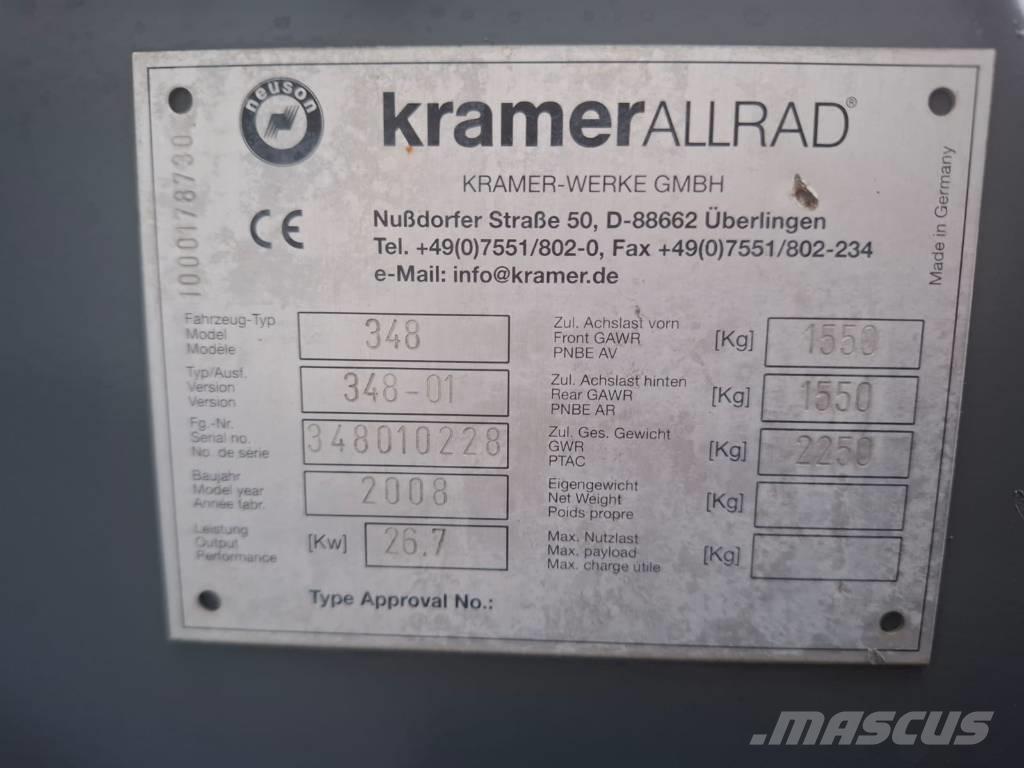 neuson
kramerALLRAD®
KRAMER-WERKE GMBH
Nußdorfer Straße 50, D-88662 Überlingen
Tel. +49(0)7551/802-0, Fax +49(0)7551/802-234
e-Mail: info@kramer.de
CE
1000178730
Made in Germany
Fahrzeug-Typ
Model
Modele
348
Typ/Ausf.
Version
Version
348-01
Fg.-Nr.
Serial no.
No. de série
348010228
Baujahr
Model year
Année fabr.
2008
Leistung
Output
Performance
[Kw]
26.7
Zul. Achslast vorn
Front GAWR
PNBE AV
[Kg]
1550
Zul. Achslast hinten
Rear GAWR
PNBE AR
[Kg]
1550
Zul. Ges. Gewicht
GWR
PTAC
[Kg]
2250
Eigengewicht
Net Weight
Poids propre
[Kg]
Max. Nutzlast
Max. payload
Max. charge utile
[Kg]
Type Approval No.:
MASCUS